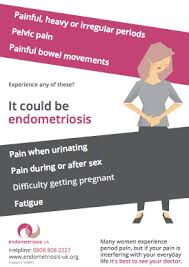 Painful, heavy or irregular periods
Pelvic pain
Painful bowel movements
Experience any of these?
It could be
endometriosis
Pain when urinating
Pain during or after sex
Difficulty getting pregnant
Fatigue
endometriosis uk
Helpline: 0808 808 2227
www.endometriosis-uk.org
Many women experience
period pain, but if your pain is
interfering with your everyday
life it's best to see your doctor.